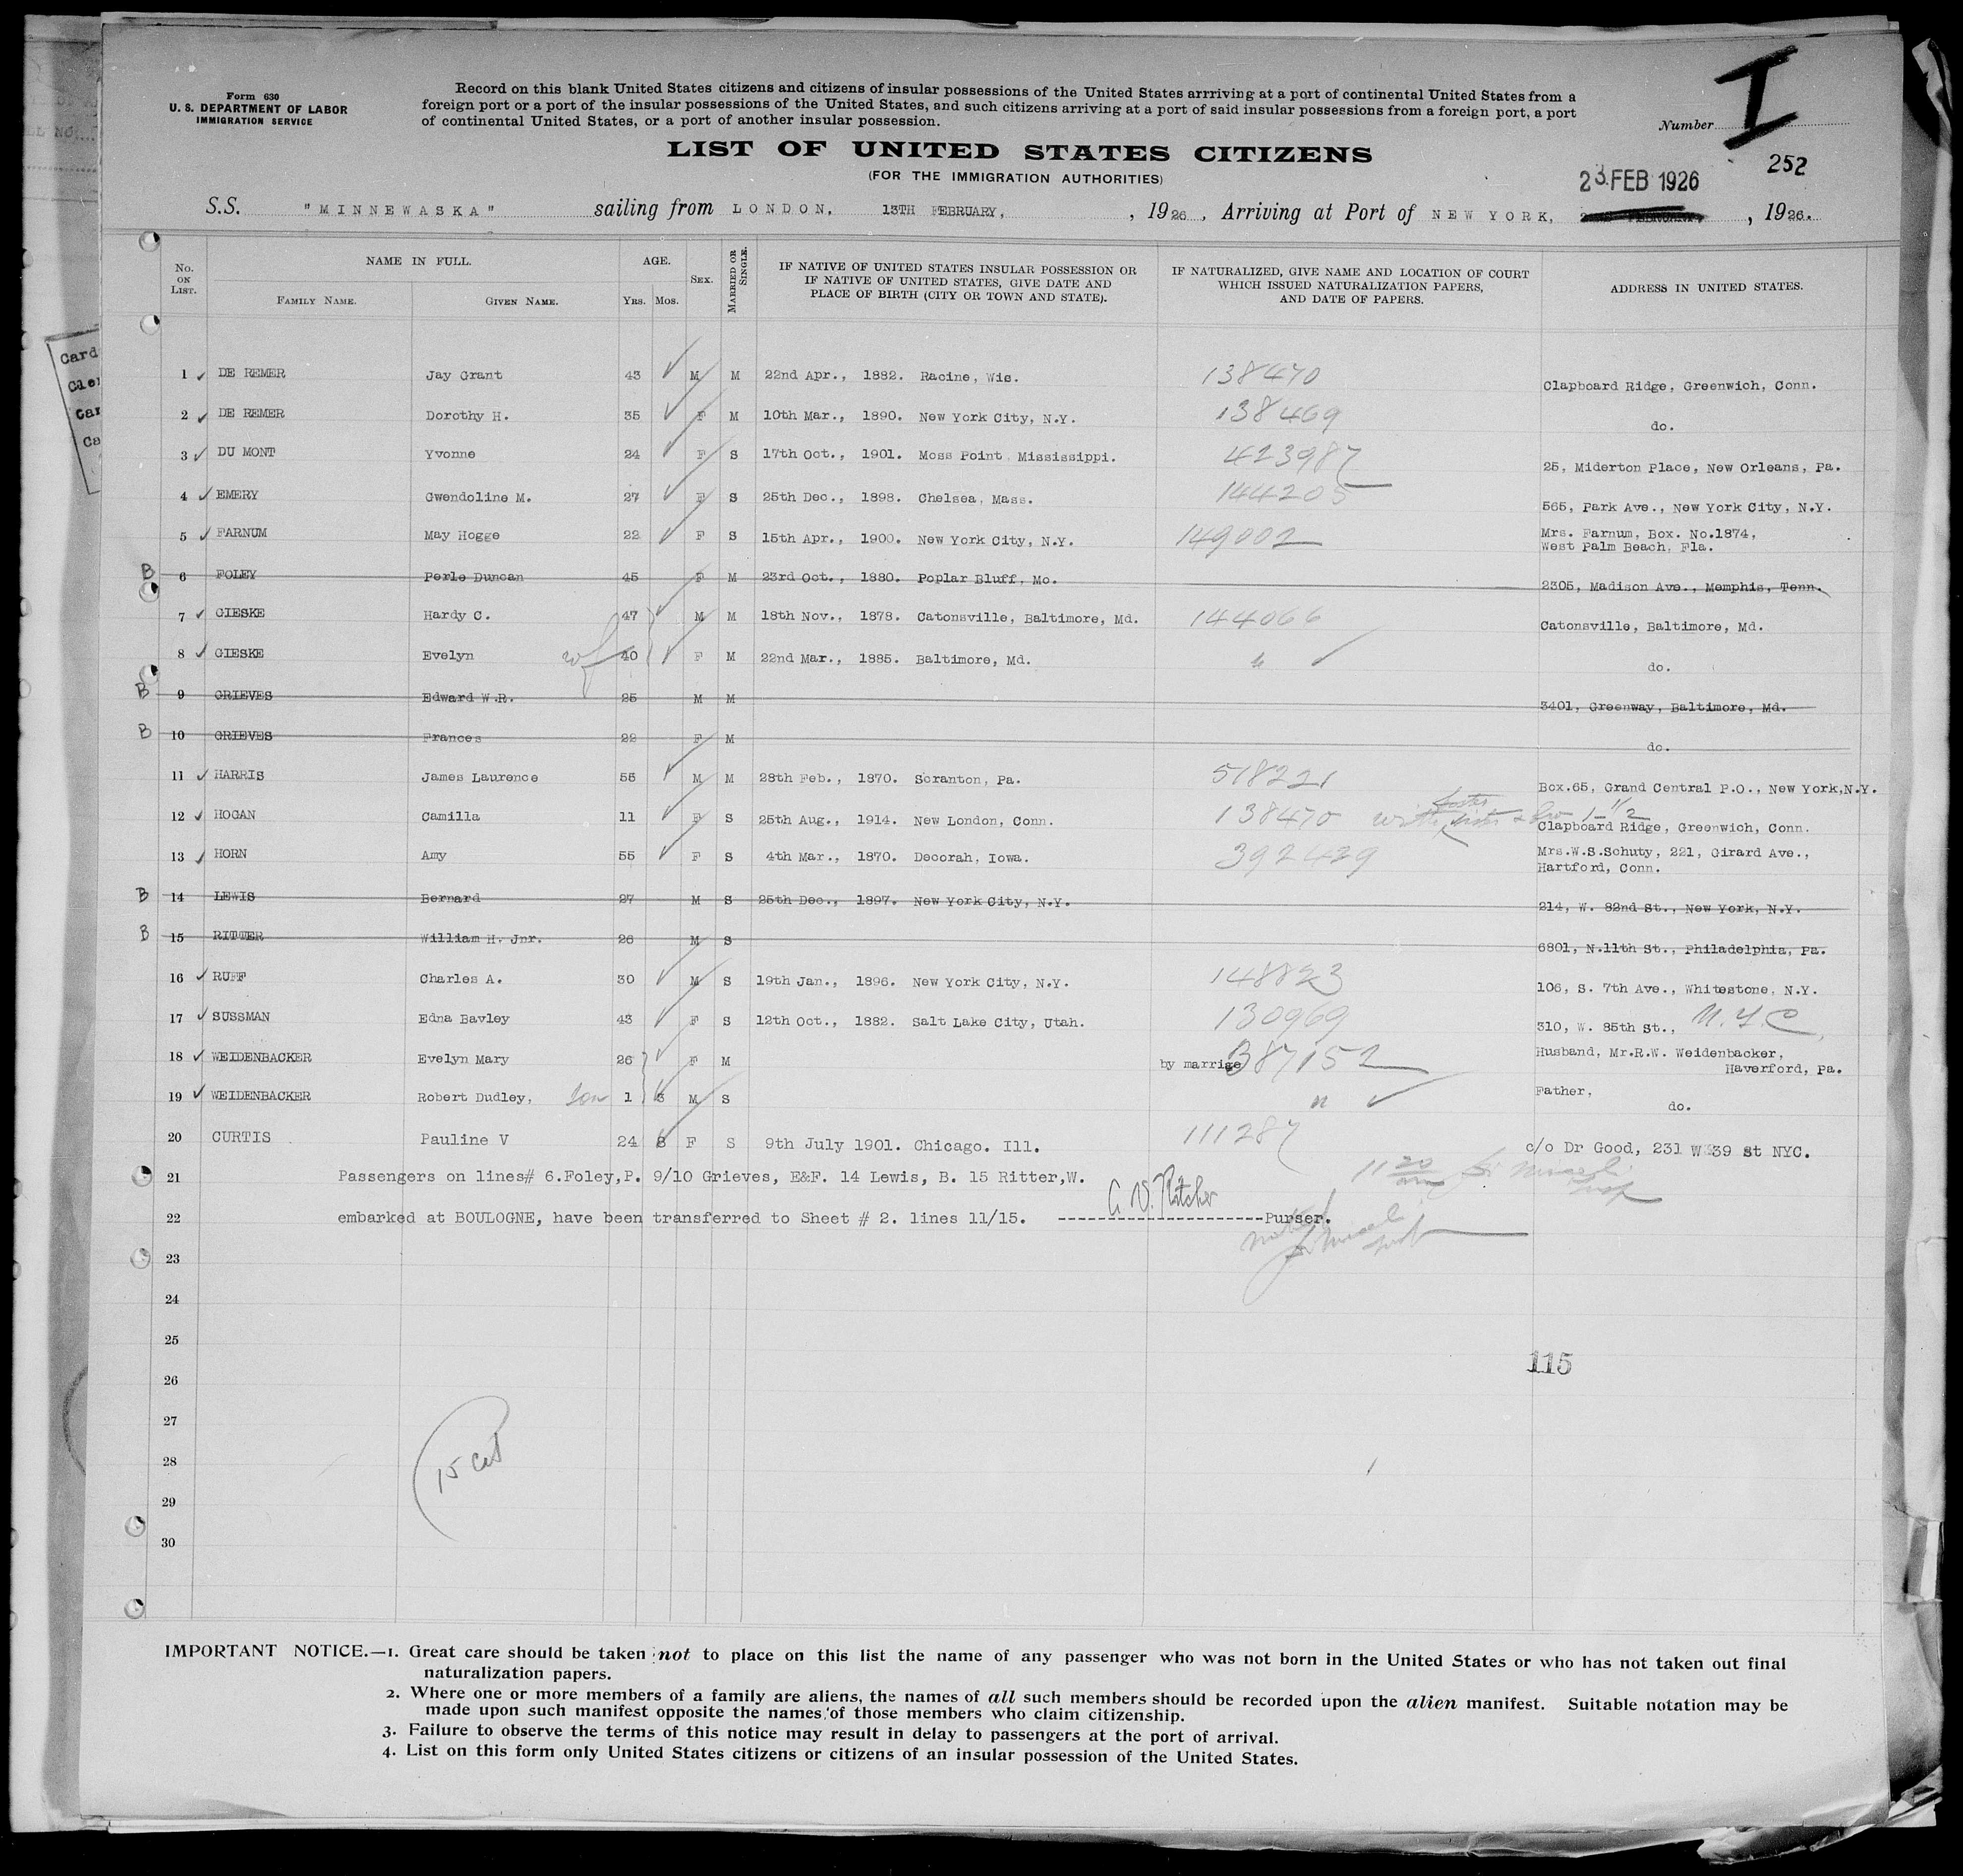 Form 630
U. S. DEPARTMENT OF LABOR
IMMIGRATION SERVICE
Record on this blank United States citizens and citizens of insular possessions of the United States arrriving at a port of continental United States from a
foreign port or a port of the insular possessions of the United States, and such citizens arriving at a port of said insular possessions from a foreign port, a port
of continental United States, or a port of another insular possession.
I
Number
LIST OF UNITED STATES CITIZENS
(FOR THE IMMIGRATION AUTHORITIES)
252
23 FEB 1926
S.S. "MINNEWASKA" sailing from LONDON, 13TH FEBRUARY, , 1926 , Arriving at Port of NEW YORK, , 1926.
No. ON LIST. NAME IN FULL. AGE. SEX. MARRIED OR SINGLE. IF NATIVE OF UNITED STATES INSULAR POSSESSION OR IF NATIVE OF UNITED STATES, GIVE DATE AND PLACE OF BIRTH (CITY OR TOWN AND STATE). IF NATURALIZED, GIVE NAME AND LOCATION OF COURT WHICH ISSUED NATURALIZATION PAPERS, AND DATE OF PAPERS. ADDRESS IN UNITED STATES.
FAMILY NAME. GIVEN NAME. YRS. MOS.
Card
Cler
Car
Ca
1 ✓ DE REMER Jay Grant 43 ✓ M M 22nd Apr., 1882. Racine, Wis. 138470 Clapboard Ridge, Greenwich, Conn.
2 ✓ DE REMER Dorothy H. 35 ✓ F M 10th Mar., 1890. New York City, N.Y. 138469 do.
3 ✓ DU MONT Yvonne 24 ✓ F S 17th Oct., 1901. Moss Point Mississippi. 423987 25, Miderton Place, New Orleans, Pa.
4 ✓ EMERY Gwendoline M. 27 ✓ F S 25th Dec., 1898. Chelsea, Mass. 144205 565, Park Ave., New York City, N.Y.
5 ✓ FARNUM May Hogge 22 ✓ F S 15th Apr., 1900. New York City, N.Y. 149002 Mrs. Farnum, Box. No.1874,
West Palm Beach, Fla.
B 6 FOLEY Perle Duncan 45 F M 23rd Oct., 1880. Poplar Bluff, Mo. 2305, Madison Ave., Memphis, Tenn.
7 ✓ GIESKE Hardy C. 47 ✓ M M 18th Nov., 1878. Catonsville, Baltimore, Md. 144066 Catonsville, Baltimore, Md.
8 ✓ GIESKE Evelyn wf 40 ✓ F M 22nd Mar., 1885. Baltimore, Md. " ✓ do.
B 9 GRIEVES Edward W.R. 25 M M 3401, Greenway, Baltimore, Md.
B 10 GRIEVES Frances 22 F M do.
11 ✓ HARRIS James Laurence 55 ✓ M M 28th Feb., 1870. Scranton, Pa. 518221 Box.65, Grand Central P.O., New York,N.Y.
12 ✓ HOGAN Camilla 11 ✓ F S 25th Aug., 1914. New London, Conn. 138470 with foster Clapboard Ridge, Greenwich, Conn.
13 ✓ HORN Amy 55 ✓ F S 4th Mar., 1870. Decorah, Iowa. 392429 Mrs.W.S.Schuty, 221, Girard Ave.,
Hartford, Conn.
B 14 LEWIS Bernard 27 M S 25th Dec., 1897. New York City, N.Y. 214, W. 82nd St., New York, N.Y.
B 15 RITTER William H. Jnr. 26 M S 6801, N.11th St., Philadelphia, Pa.
16 ✓ RUFF Charles A. 30 ✓ M S 19th Jan., 1896. New York City, N.Y. 148823 106, S. 7th Ave., Whitestone, N.Y.
17 ✓ SUSSMAN Edna Bavley 43 ✓ F S 12th Oct., 1882. Salt Lake City, Utah. 130969 310, W. 85th St., N.Y.C
18 ✓ WEIDENBACKER Evelyn Mary 26 ✓ F M by marrige 387152 Husband, Mr.R.W. Weidenbacker,
Haverford, Pa.
19 ✓ WEIDENBACKER Robert Dudley, son 1 3 M S " ✓ Father,
do.
20 CURTIS Pauline V 24 8 F S 9th July 1901. Chicago. Ill. 111287 c/o Dr Good, 231 W 39 St NYC.
21 Passengers on lines# 6.Foley,P. 9/10 Grieves, E&F. 14 Lewis, B. 15 Ritter,W.
22 embarked at BOULOGNE, have been transferred to Sheet # 2. lines 11/15. Purser.
23
24
25
115
26
27
28
15 cit
29
30
IMPORTANT NOTICE.—1. Great care should be taken not to place on this list the name of any passenger who was not born in the United States or who has not taken out final
naturalization papers.
2. Where one or more members of a family are aliens, the names of all such members should be recorded upon the alien manifest. Suitable notation may be
made upon such manifest opposite the names of those members who claim citizenship.
3. Failure to observe the terms of this notice may result in delay to passengers at the port of arrival.
4. List on this form only United States citizens or citizens of an insular possession of the United States.